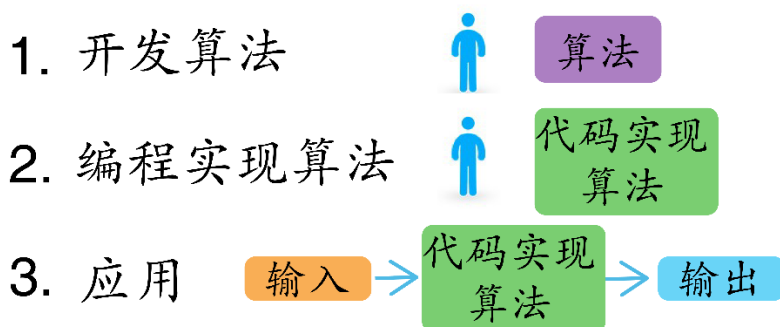 1. 开发算法
算法
2. 编程实现算法
代码实现
算法
3. 应用
输入
代码实现
算法
输出